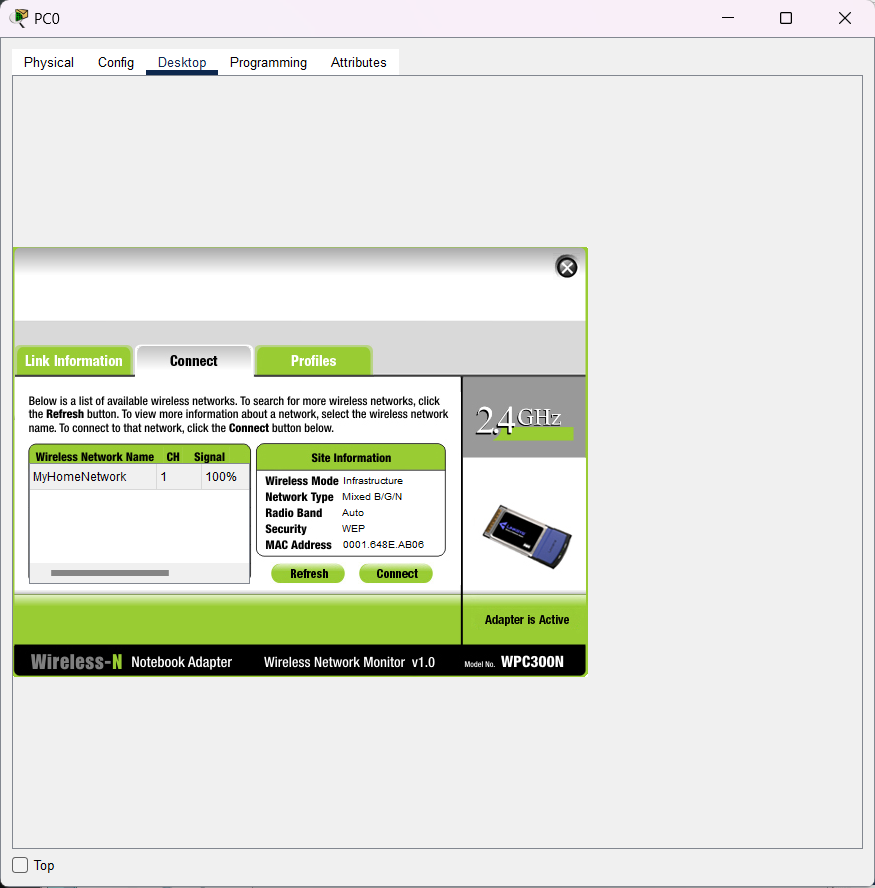 PC0
Physical Config Desktop Programming Attributes
Link Information Connect Profiles
Below is a list of available wireless networks. To search for more wireless networks, click
the Refresh button. To view more information about a network, select the wireless network
name. To connect to that network, click the Connect button below.
2.4GHz
Wireless Network Name CH Signal
MyHomeNetwork 1 100%
Site Information
Wireless Mode Infrastructure
Network Type Mixed B/G/N
Radio Band Auto
Security WEP
MAC Address 0001.648E.AB06
Refresh Connect
Adapter is Active
Wireless-N Notebook Adapter Wireless Network Monitor v1.0 Model No. WPC300N
Top